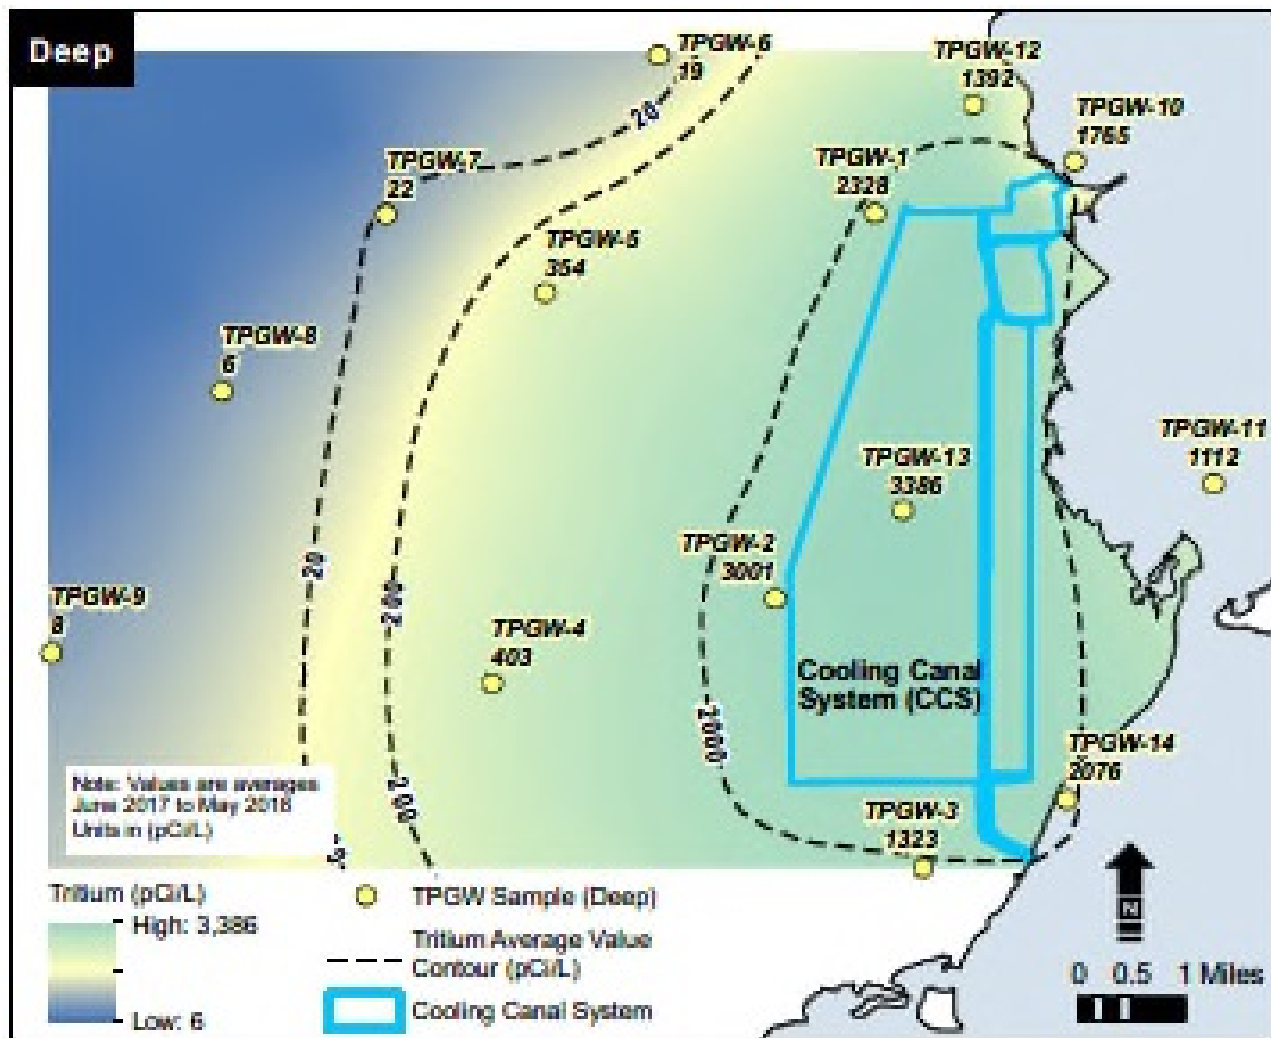 Deep
TPGW-6
19
TPGW-12
1392
TPGW-10
1765
20
TPGW-7
22
TPGW-1
2328
TPGW-5
354
TPGW-8
6
TPGW-11
1112
TPGW-13
3386
TPGW-2
3001
20
200
TPGW-9
8
TPGW-4
403
Cooling Canal
System (CCS)
2000
TPGW-14
2076
Note: Values are averages
June 2017 to May 2018
Units in (pCi/L)
200
TPGW-3
1323
Tritium (pCi/L)
High: 3,386
Low: 6
TPGW Sample (Deep)
Tritium Average Value
Contour (pCi/L)
Cooling Canal System
N
0 0.5 1 Miles